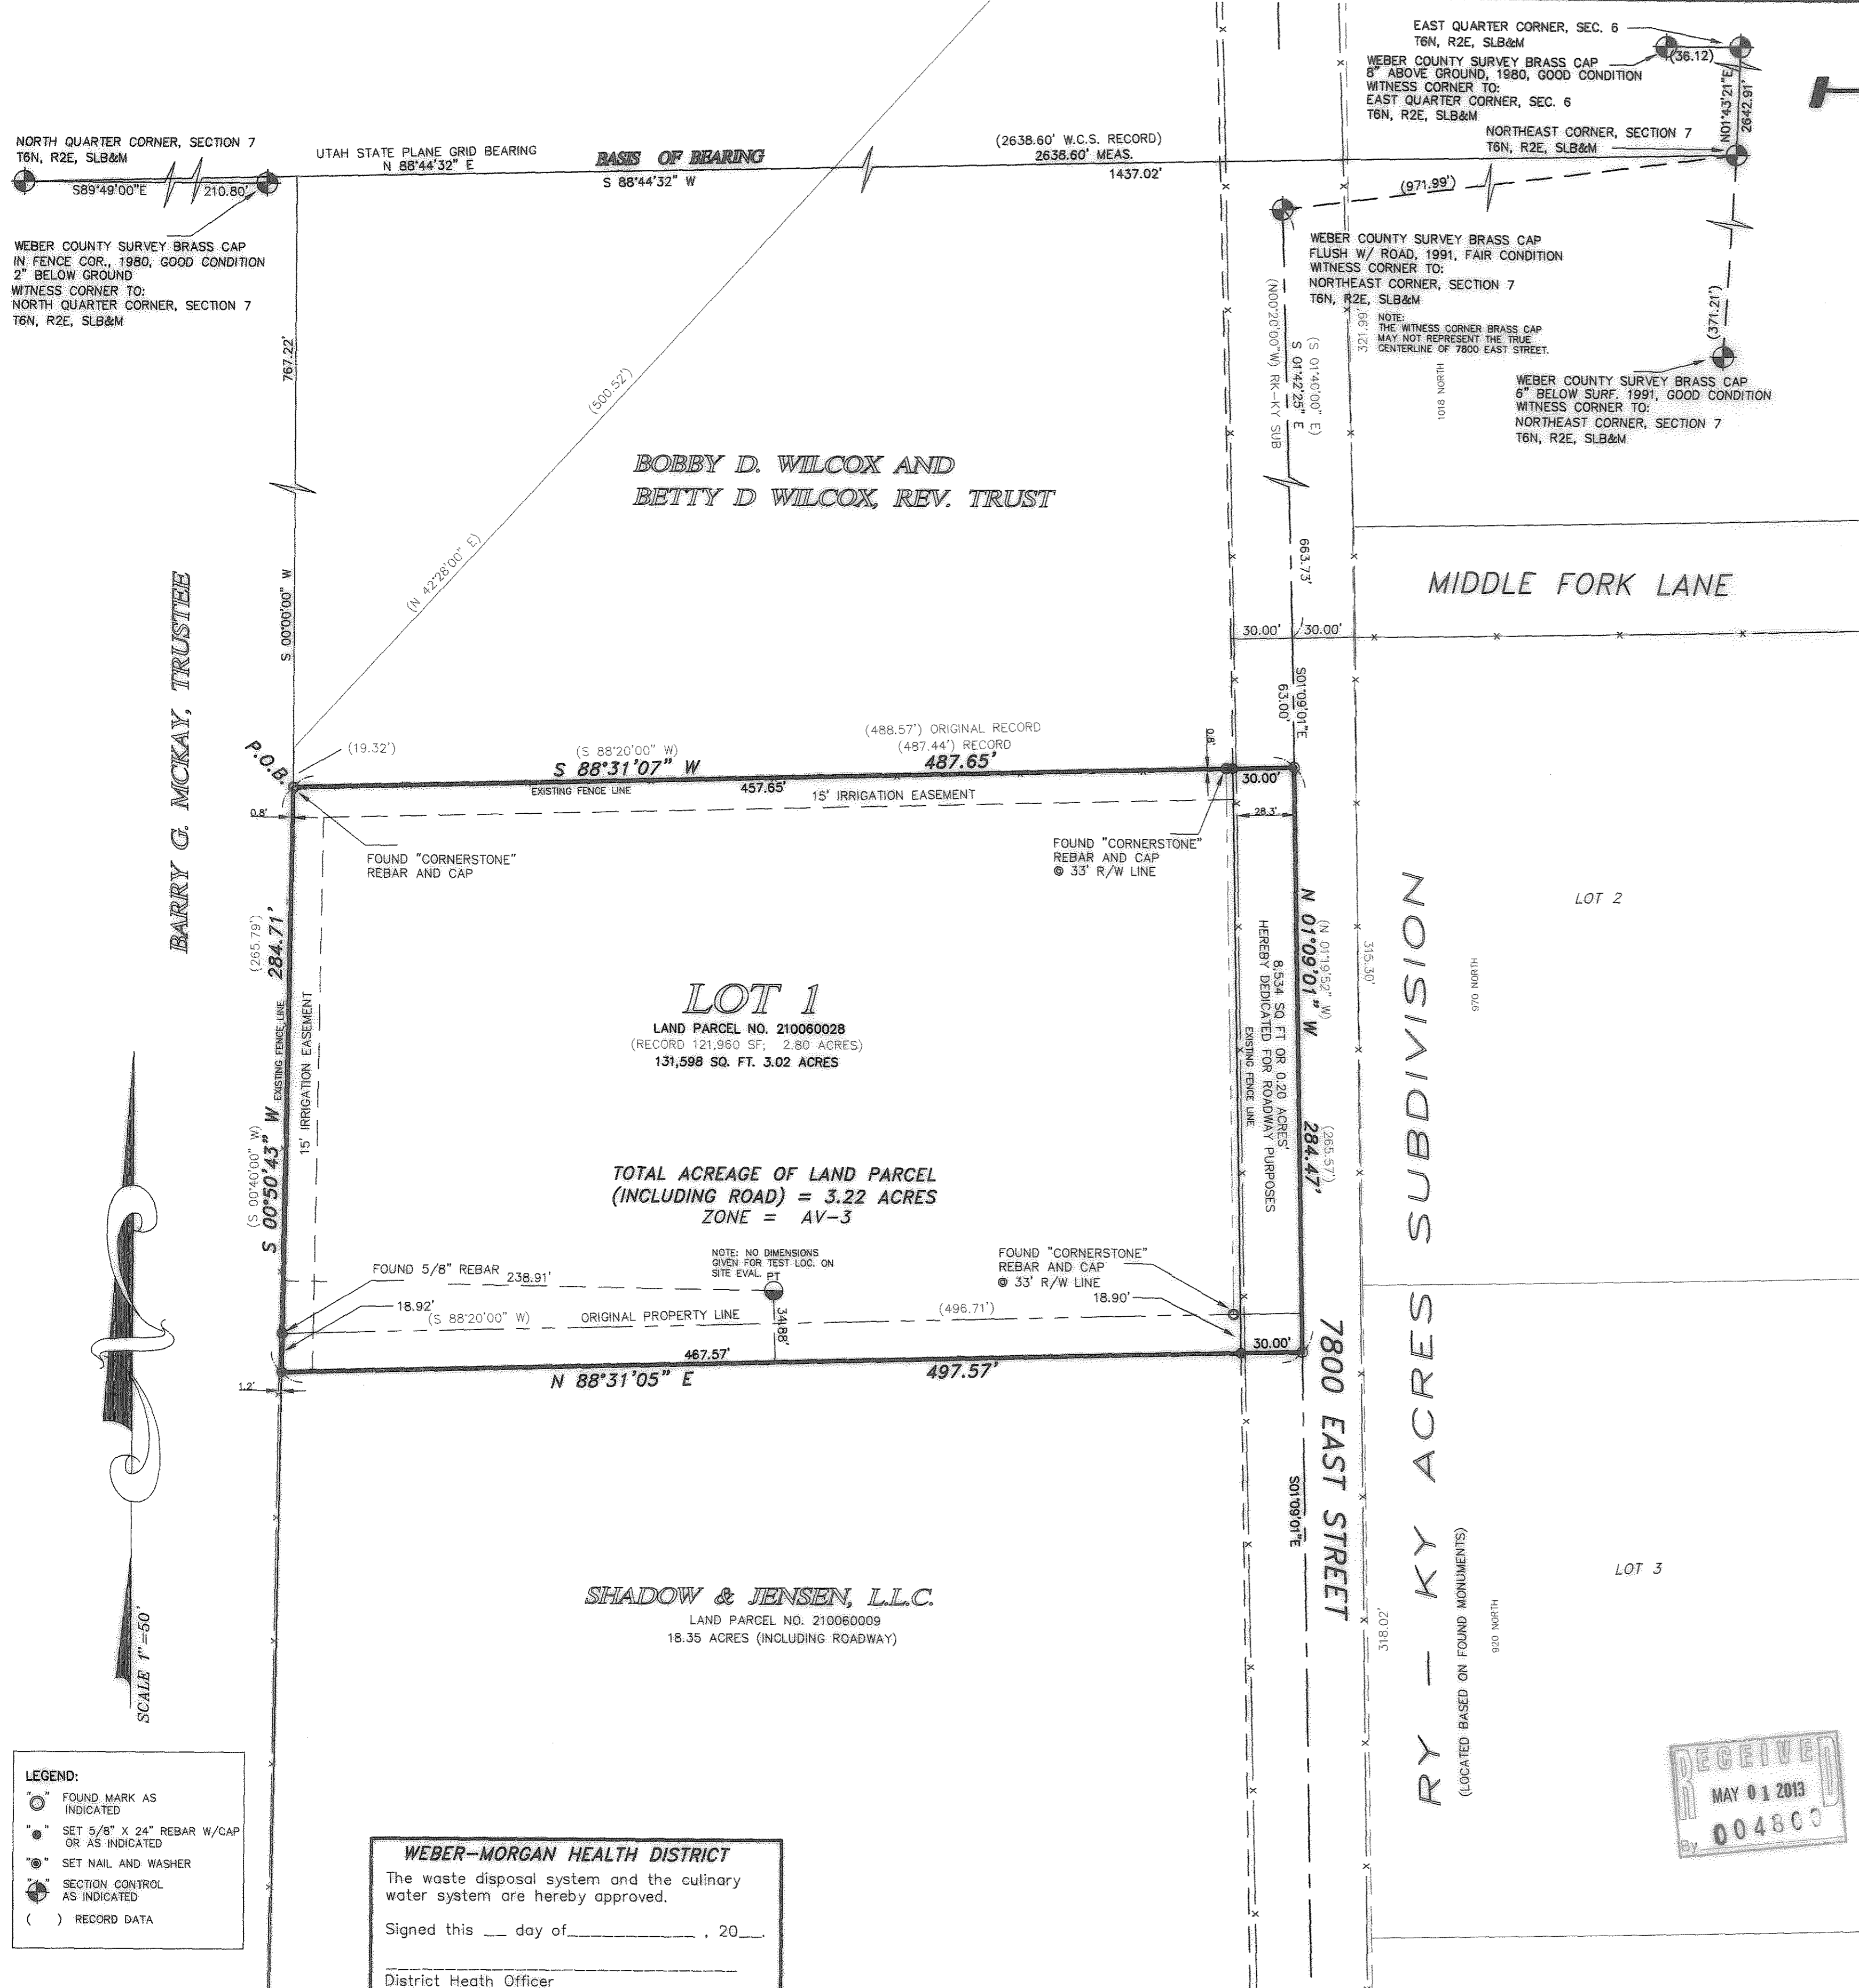 EAST QUARTER CORNER, SEC. 6
T6N, R2E, SLB&M
(36.12)
WEBER COUNTY SURVEY BRASS CAP
8" ABOVE GROUND, 1980, GOOD CONDITION
WITNESS CORNER TO:
EAST QUARTER CORNER, SEC. 6
T6N, R2E, SLB&M
N01°43'21"E
2642.91'
NORTHEAST CORNER, SECTION 7
T6N, R2E, SLB&M
NORTH QUARTER CORNER, SECTION 7
T6N, R2E, SLB&M
S89°49'00"E
210.80'
UTAH STATE PLANE GRID BEARING
N 88°44'32" E
BASIS OF BEARING
S 88°44'32" W
(2638.60' W.C.S. RECORD)
2638.60' MEAS.
1437.02'
(971.99')
WEBER COUNTY SURVEY BRASS CAP
IN FENCE COR., 1980, GOOD CONDITION
2" BELOW GROUND
WITNESS CORNER TO:
NORTH QUARTER CORNER, SECTION 7
T6N, R2E, SLB&M
WEBER COUNTY SURVEY BRASS CAP
FLUSH W/ ROAD, 1991, FAIR CONDITION
WITNESS CORNER TO:
NORTHEAST CORNER, SECTION 7
T6N, R2E, SLB&M
NOTE:
THE WITNESS CORNER BRASS CAP
MAY NOT REPRESENT THE TRUE
CENTERLINE OF 7800 EAST STREET.
(371.21')
WEBER COUNTY SURVEY BRASS CAP
6" BELOW SURF. 1991, GOOD CONDITION
WITNESS CORNER TO:
NORTHEAST CORNER, SECTION 7
T6N, R2E, SLB&M
767.22'
S 00°00'00" W
(500.52')
(N 42°28'00" E)
(N00°20'00"W) RK-KY SUB
S 01°42'25" E
(S 01°40'00" E)
321.99'
1018 NORTH
663.73'
BOBBY D. WILCOX AND
BETTY D WILCOX, REV. TRUST
MIDDLE FORK LANE
30.00'
30.00'
S01°09'01"E
63.00'
BARRY G. MCKAY, TRUSTEE
P.O.B.
(19.32')
(S 88°20'00" W)
S 88°31'07" W
(488.57') ORIGINAL RECORD
(487.44') RECORD
487.65'
0.8'
30.00'
EXISTING FENCE LINE
457.65'
15' IRRIGATION EASEMENT
0.8'
28.3'
FOUND "CORNERSTONE"
REBAR AND CAP
FOUND "CORNERSTONE"
REBAR AND CAP
@ 33' R/W LINE
(265.79')
284.71'
EXISTING FENCE LINE
15' IRRIGATION EASEMENT
(S 00°40'00" W)
S 00°50'43" W
LOT 1
LAND PARCEL NO. 210060028
(RECORD 121,960 SF; 2.80 ACRES)
131,598 SQ. FT. 3.02 ACRES
8,534 SQ FT OR 0.20 ACRES'
HEREBY DEDICATED FOR ROADWAY PURPOSES
EXISTING FENCE LINE
(N 01°19'52" W)
N 01°09'01" W
(265.57')
284.47'
315.30'
LOT 2
970 NORTH
TOTAL ACREAGE OF LAND PARCEL
(INCLUDING ROAD) = 3.22 ACRES
ZONE = AV-3
NOTE: NO DIMENSIONS
GIVEN FOR TEST LOC. ON
SITE EVAL.
PT
FOUND 5/8" REBAR
238.91'
FOUND "CORNERSTONE"
REBAR AND CAP
@ 33' R/W LINE
18.90'
18.92'
(S 88°20'00" W)
ORIGINAL PROPERTY LINE
(496.71')
34.88'
30.00'
467.57'
N 88°31'05" E
497.57'
1.2'
7800 EAST STREET
S01°09'01"E
RY - KY ACRES SUBDIVISION
(LOCATED BASED ON FOUND MONUMENTS)
318.02'
920 NORTH
LOT 3
SHADOW & JENSEN, L.L.C.
LAND PARCEL NO. 210060009
18.35 ACRES (INCLUDING ROADWAY)
SCALE 1"=50'
LEGEND:
FOUND MARK AS
INDICATED
SET 5/8" X 24" REBAR W/CAP
OR AS INDICATED
SET NAIL AND WASHER
SECTION CONTROL
AS INDICATED
( ) RECORD DATA
WEBER-MORGAN HEALTH DISTRICT
The waste disposal system and the culinary
water system are hereby approved.
Signed this __ day of___________ , 20__.
District Heath Officer
RECEIVED
MAY 01 2013
By 004800